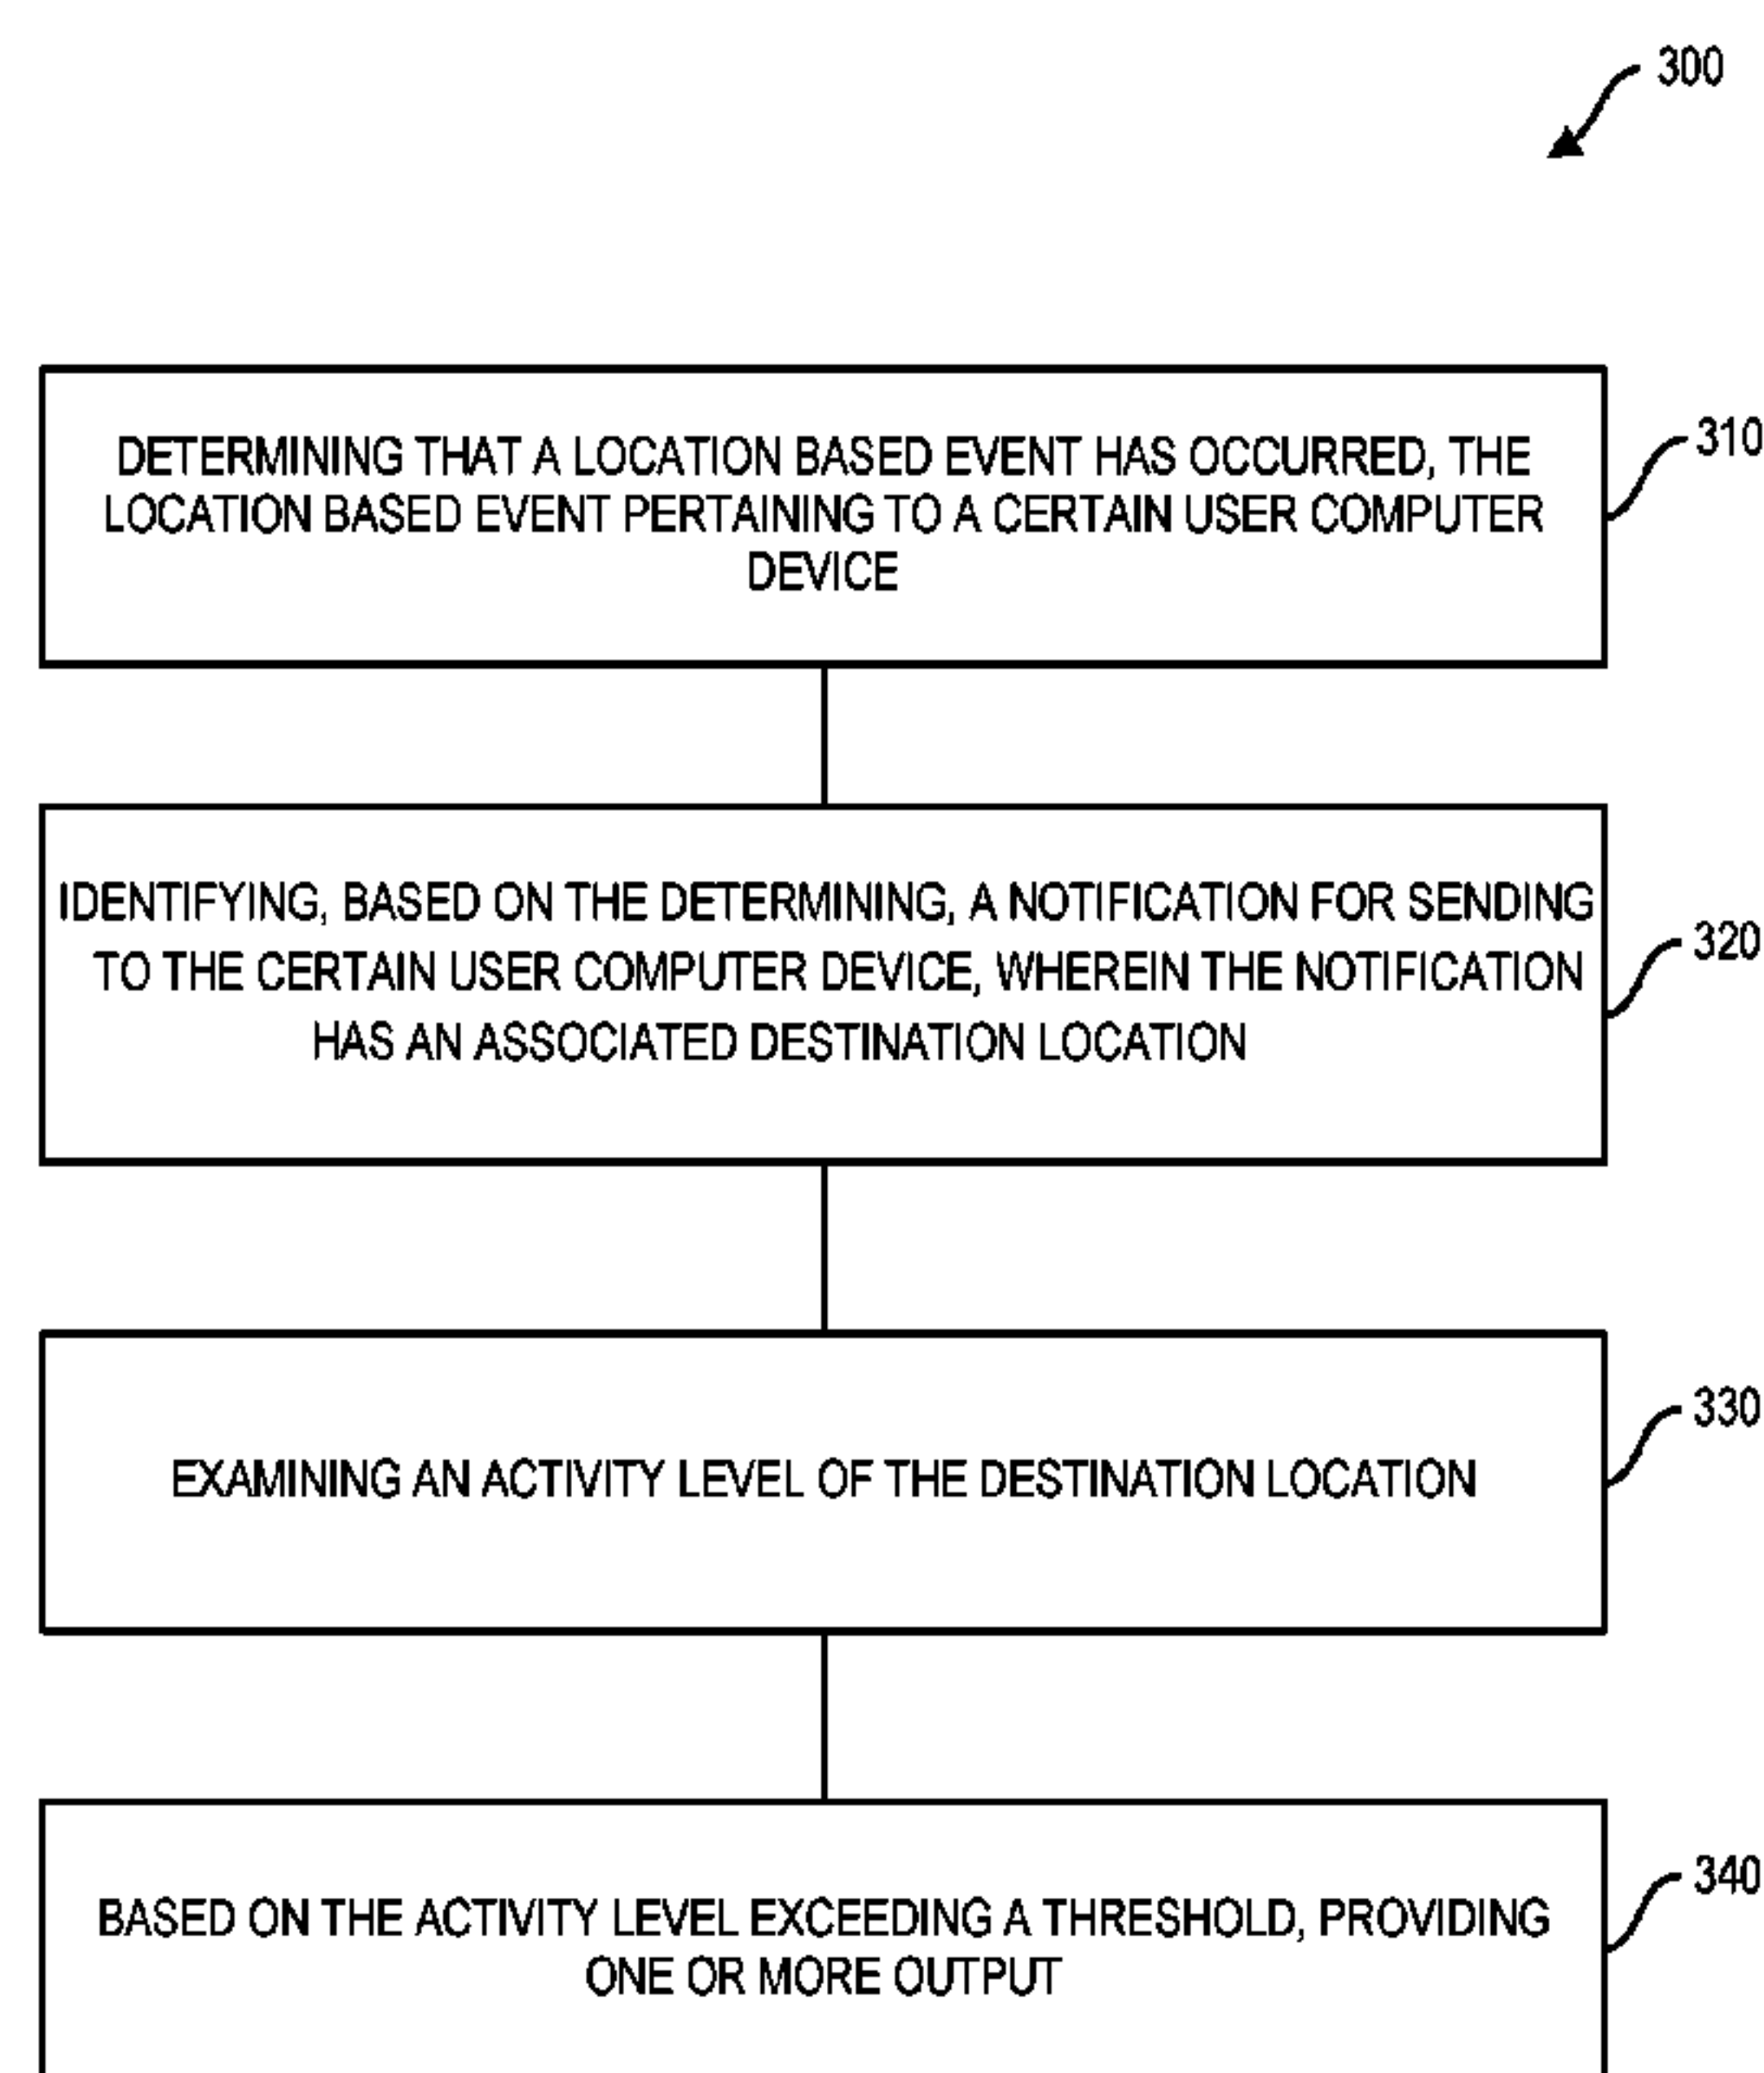 300
DETERMINING THAT A LOCATION BASED EVENT HAS OCCURRED, THE
LOCATION BASED EVENT PERTAINING TO A CERTAIN USER COMPUTER
DEVICE
310
IDENTIFYING, BASED ON THE DETERMINING, A NOTIFICATION FOR SENDING
TO THE CERTAIN USER COMPUTER DEVICE, WHEREIN THE NOTIFICATION
HAS AN ASSOCIATED DESTINATION LOCATION
320
EXAMINING AN ACTIVITY LEVEL OF THE DESTINATION LOCATION
330
BASED ON THE ACTIVITY LEVEL EXCEEDING A THRESHOLD, PROVIDING
ONE OR MORE OUTPUT
340